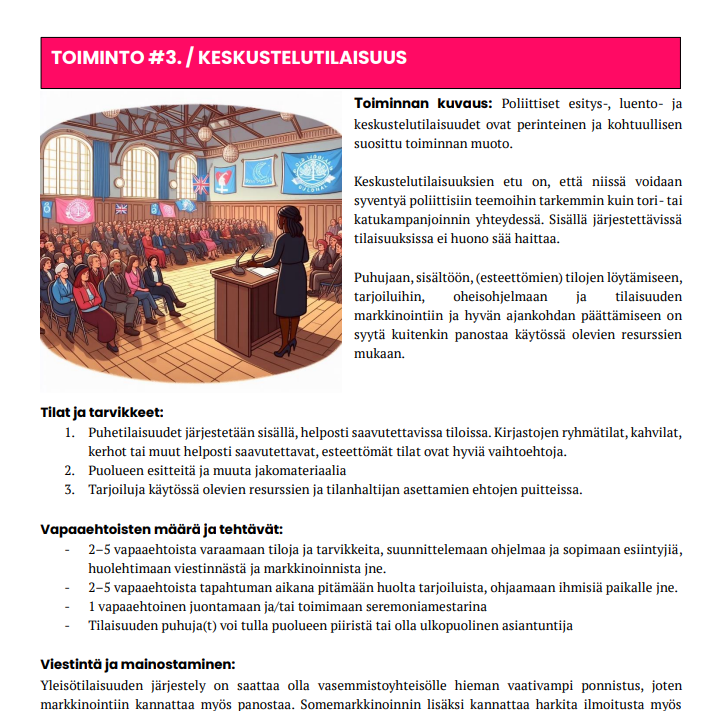 TOIMINTO #3. / KESKUSTELUTILAISUUS
Toiminnan kuvaus: Poliittiset esitys-, luento- ja
keskustelutilaisuudet ovat perinteinen ja kohtuullisen
suosittu toiminnan muoto.
Keskustelutilaisuuksien etu on, että niissä voidaan
syventyä poliittisiin teemoihin tarkemmin kuin tori- tai
katukampanjoinnin yhteydessä. Sisällä järjestettävissä
tilaisuuksissa ei huono sää haittaa.
Puhujaan, sisältöön, (esteettömien) tilojen löytämiseen,
tarjoiluihin, oheisohjelmaan ja tilaisuuden
markkinointiin ja hyvän ajankohdan päättämiseen on
syytä kuitenkin panostaa käytössä olevien resurssien
mukaan.
Tilat ja tarvikkeet:
1. Puhetilaisuudet järjestetään sisällä, helposti saavutettavissa tiloissa. Kirjastojen ryhmätilat, kahvilat,
kerhot tai muut helposti saavutettavat, esteettömät tilat ovat hyviä vaihtoehtoja.
2. Puolueen esitteitä ja muuta jakomateriaalia
3. Tarjoiluja käytössä olevien resurssien ja tilanhaltijan asettamien ehtojen puitteissa.
Vapaaehtoisten määrä ja tehtävät:
- 2–5 vapaaehtoista varaamaan tiloja ja tarvikkeita, suunnittelemaan ohjelmaa ja sopimaan esiintyjiä,
huolehtimaan viestinnästä ja markkinoinnista jne.
- 2–5 vapaaehtoista tapahtuman aikana pitämään huolta tarjoiluista, ohjaamaan ihmisiä paikalle jne.
- 1 vapaaehtoinen juontamaan ja/tai toimimaan seremoniamestarina
- Tilaisuuden puhuja(t) voi tulla puolueen piiristä tai olla ulkopuolinen asiantuntija
Viestintä ja mainostaminen:
Yleisötilaisuuden järjestely on saattaa olla vasemmistoyhteisölle hieman vaativampi ponnistus, joten
markkinointiin kannattaa myös panostaa. Somemarkkinoinnin lisäksi kannattaa harkita ilmoitusta myös